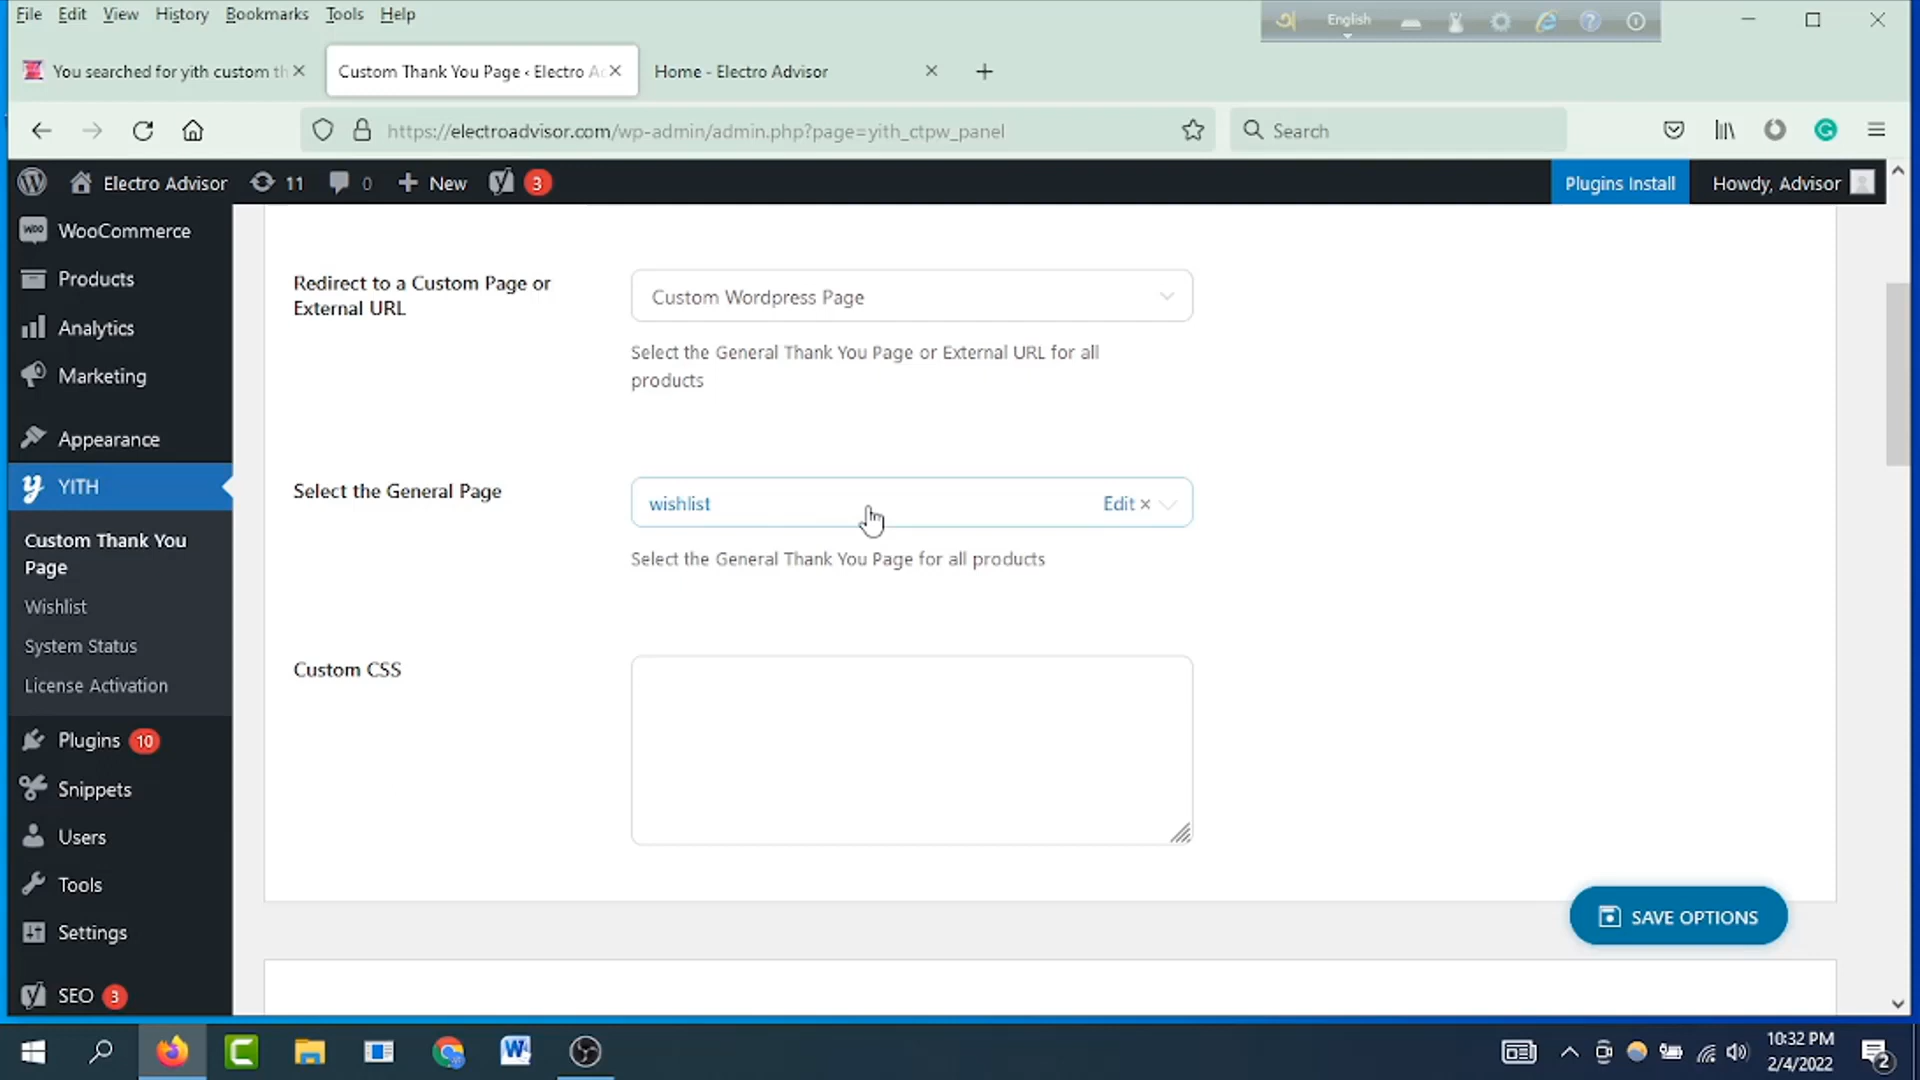 File Edit View History Bookmarks Tools Help
English
You searched for yith custom th
Custom Thank You Page ‹ Electro Ad
Home - Electro Advisor
https://electroadvisor.com/wp-admin/admin.php?page=yith_ctpw_panel
Search
Electro Advisor 11 0 New 3
Plugins Install
Howdy, Advisor
WooCommerce
Products
Analytics
Marketing
Appearance
YITH
Custom Thank You
Page
Wishlist
System Status
License Activation
Plugins 10
Snippets
Users
Tools
Settings
SEO 3
Redirect to a Custom Page or
External URL
Custom Wordpress Page
Select the General Thank You Page or External URL for all
products
Select the General Page
wishlist
Edit ×
Select the General Thank You Page for all products
Custom CSS
SAVE OPTIONS
10:32 PM
2/4/2022
2